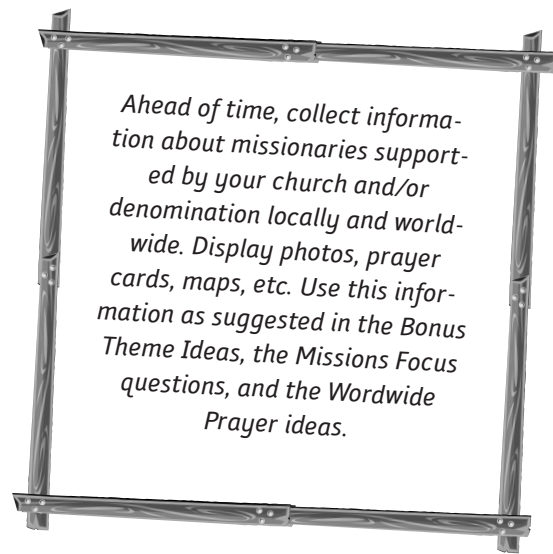 Ahead of time, collect informa-
tion about missionaries support-
ed by your church and/or
denomination locally and world-
wide. Display photos, prayer
cards, maps, etc. Use this infor-
mation as suggested in the Bonus
Theme Ideas, the Missions Focus
questions, and the Wordwide
Prayer ideas.